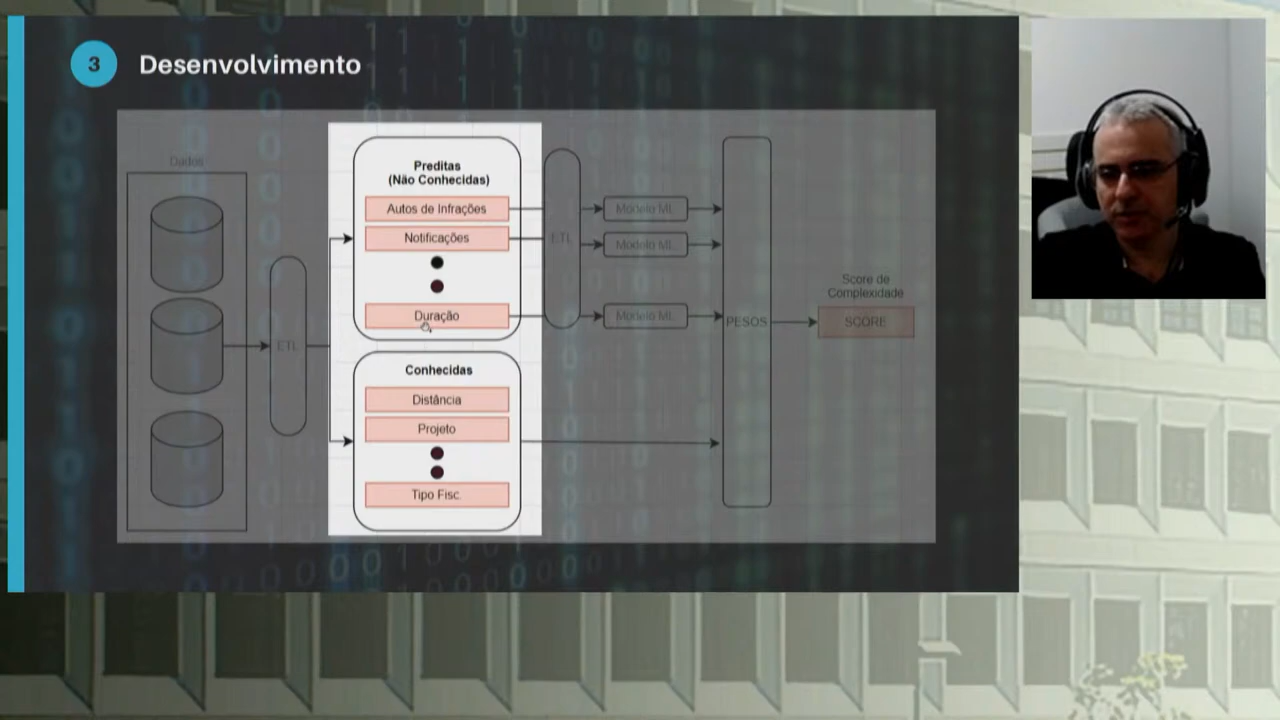 3
Desenvolvimento
Dados
ETL
Preditas
(Não Conhecidas)
Autos de Infrações
Notificações
Duração
Conhecidas
Distância
Projeto
Tipo Fisc.
ETL
Modelo ML
Modelo ML
Modelo ML
PESOS
Score de
Complexidade
SCORE